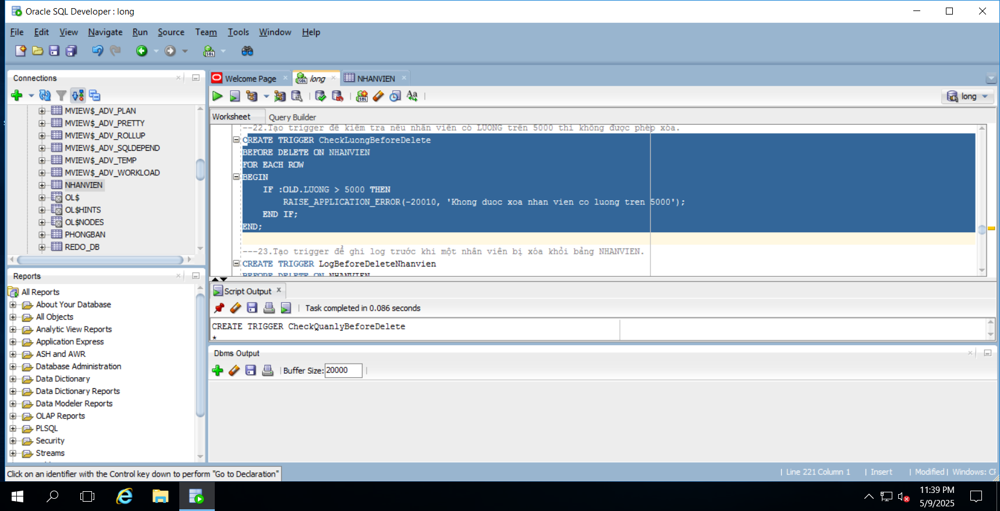 Oracle SQL Developer : long
File Edit View Navigate Run Source Team Tools Window Help
Connections
MVIEW$_ADV_PLAN
MVIEW$_ADV_PRETTY
MVIEW$_ADV_ROLLUP
MVIEW$_ADV_SQLDEPEND
MVIEW$_ADV_TEMP
MVIEW$_ADV_WORKLOAD
NHANVIEN
OL$
OL$HINTS
OL$NODES
PHONGBAN
REDO_DB
Reports
All Reports
About Your Database
All Objects
Analytic View Reports
Application Express
ASH and AWR
Database Administration
Data Dictionary
Data Dictionary Reports
Data Modeler Reports
OLAP Reports
PLSQL
Security
Streams
Welcome Page long NHANVIEN
long
Worksheet Query Builder
--22.Tạo trigger để kiểm tra nếu nhân viên có LUONG trên 5000 thì không được phép xóa.
CREATE TRIGGER CheckLuongBeforeDelete
BEFORE DELETE ON NHANVIEN
FOR EACH ROW
BEGIN
IF :OLD.LUONG > 5000 THEN
RAISE_APPLICATION_ERROR(-20010, 'Khong duoc xoa nhan vien co luong tren 5000');
END IF;
END;
---23.Tạo trigger để ghi log trước khi một nhân viên bị xóa khỏi bảng NHANVIEN.
CREATE TRIGGER LogBeforeDeleteNhanvien
BEFORE DELETE ON NHANVIEN
Script Output
Task completed in 0.086 seconds
CREATE TRIGGER CheckQuanlyBeforeDelete
*
Dbms Output
Buffer Size: 20000
Click on an identifier with the Control key down to perform "Go to Declaration"
Line 221 Column 1 | Insert | Modified | Windows: CR
11:39 PM
5/9/2025